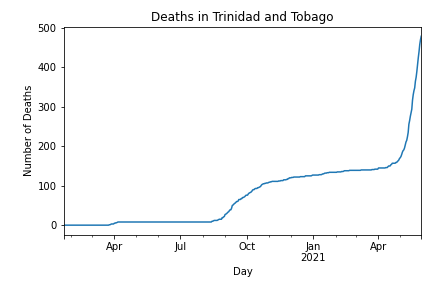 Deaths in Trinidad and Tobago
500
400
300
200
100
0
Number of Deaths
Apr Jul Oct Jan Apr
2021
Day